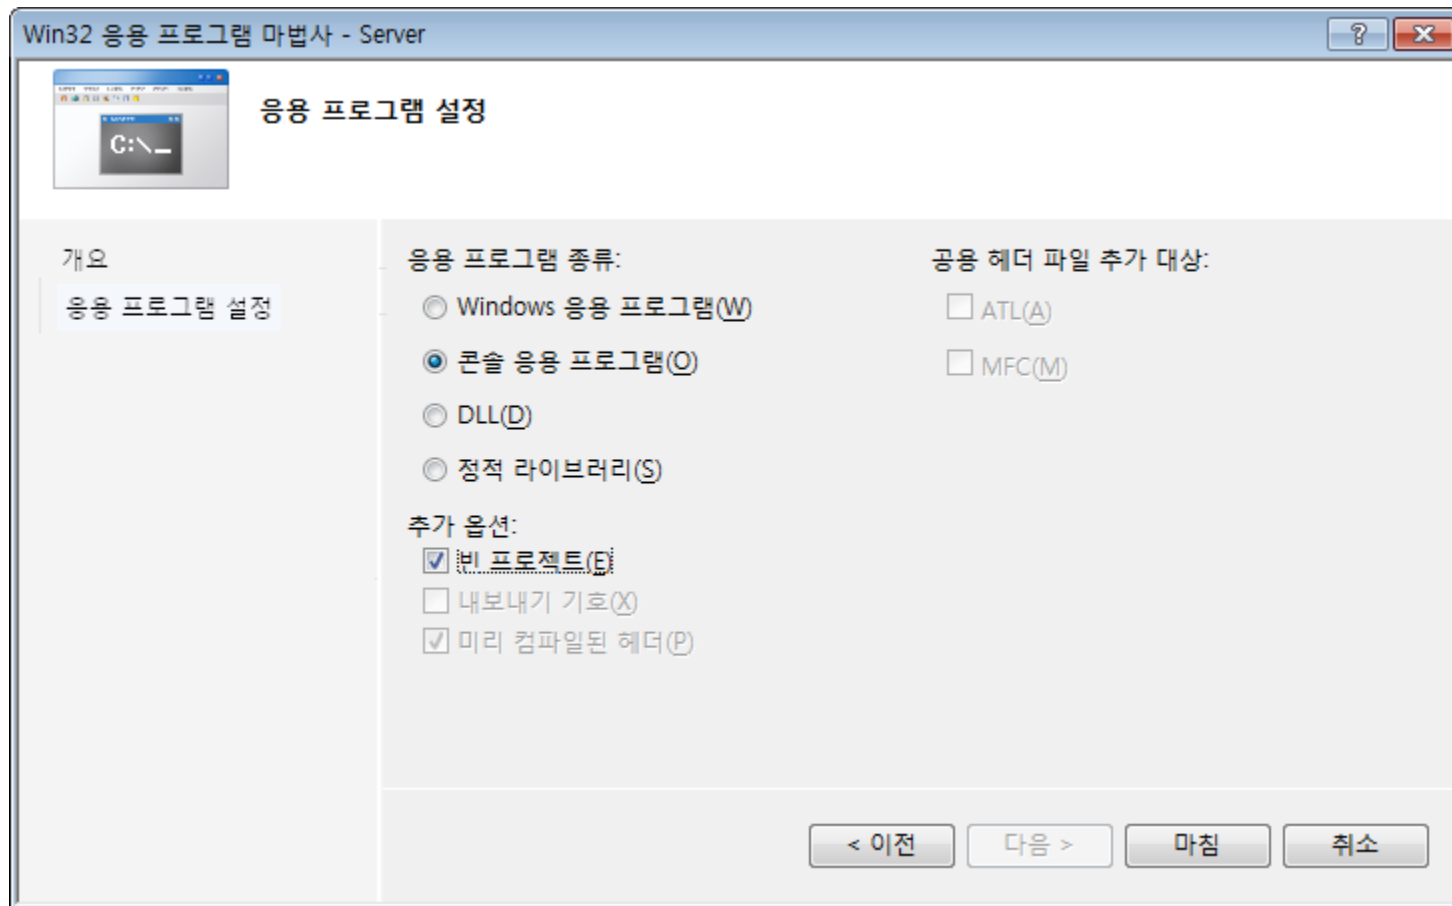 Win32 응용 프로그램 마법사 - Server
응용 프로그램 설정
C:\_
개요
응용 프로그램 설정
응용 프로그램 종류:
Windows 응용 프로그램(W)
콘솔 응용 프로그램(O)
DLL(D)
정적 라이브러리(S)
추가 옵션:
빈 프로젝트(E)
내보내기 기호(X)
미리 컴파일된 헤더(P)
공용 헤더 파일 추가 대상:
ATL(A)
MFC(M)
< 이전
다음 >
마침
취소